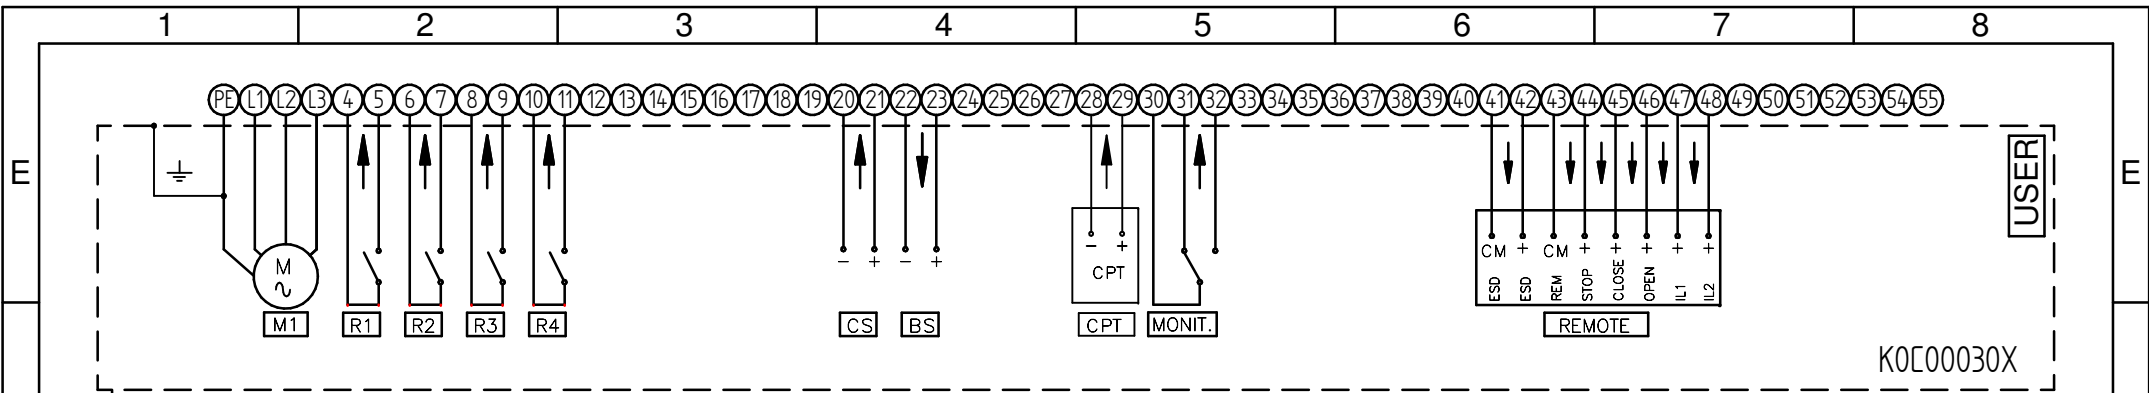 1 2 3 4 5 6 7 8
PE L1 L2 L3 4 5 6 7 8 9 10 11 12 13 14 15 16 17 18 19 20 21 22 23 24 25 26 27 28 29 30 31 32 33 34 35 36 37 38 39 40 41 42 43 44 45 46 47 48 49 50 51 52 53 54 55
E
E
USER
M
- + - +
- +
CPT
CM + CM + + + + +
ESD ESD REM STOP CLOSE OPEN IL1 IL2
M1 R1 R2 R3 R4 CS BS CPT MONIT. REMOTE
K0C00030X